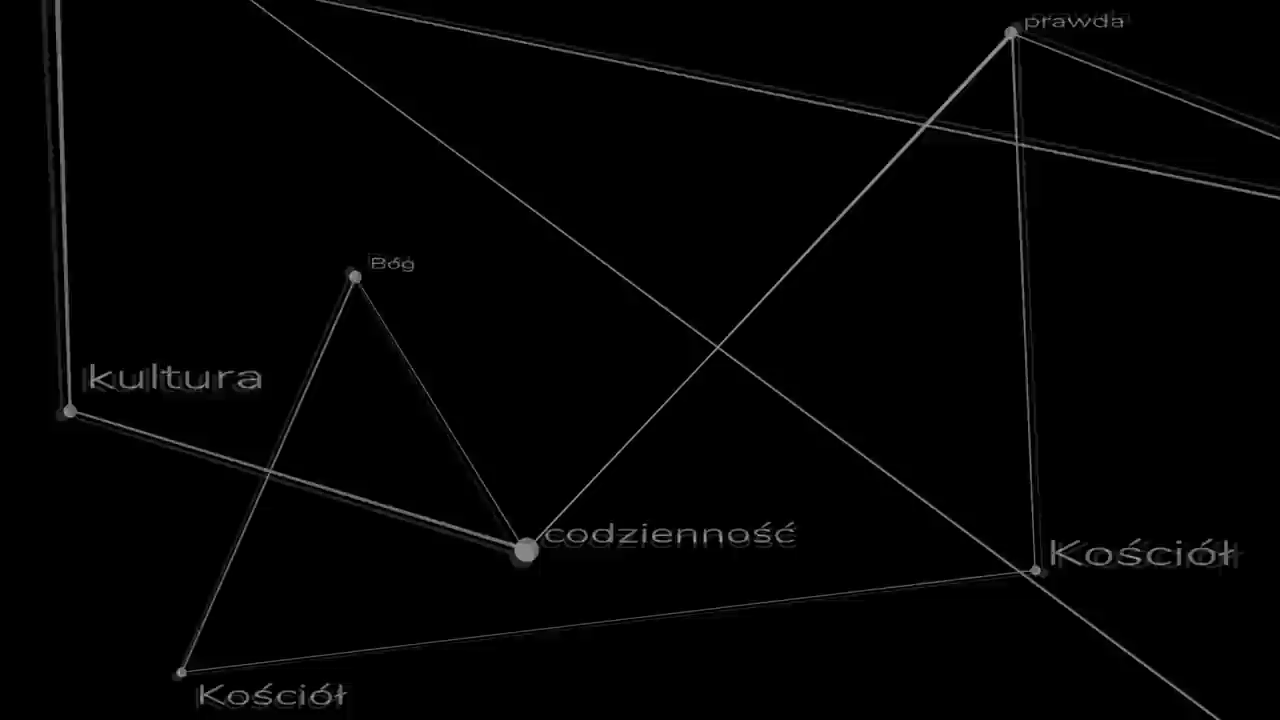 prawda
Bóg
kultura
codzienność
Kościół
Kościół